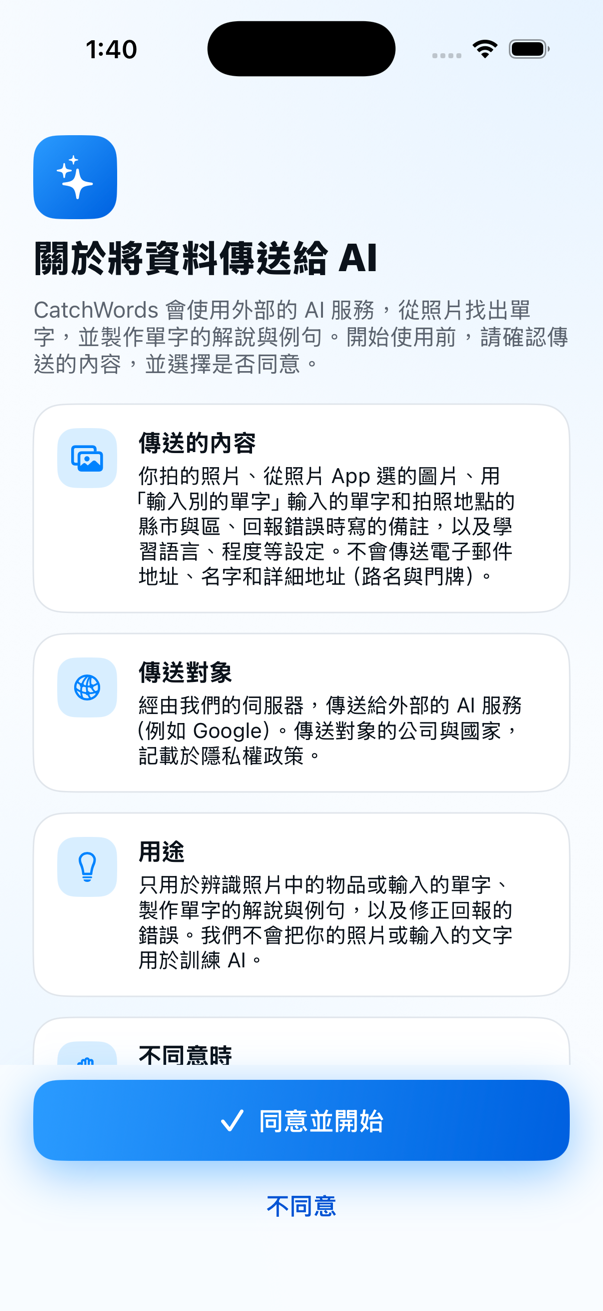 1:40
關於將資料傳送給 AI
CatchWords 會使用外部的 AI 服務，從照片找出單
字，並製作單字的解說與例句。開始使用前，請確認傳
送的內容，並選擇是否同意。
傳送的內容
你拍的照片、從照片 App 選的圖片、用
「輸入別的單字」輸入的單字和拍照地點的
縣市與區、回報錯誤時寫的備註，以及學
習語言、程度等設定。不會傳送電子郵件
地址、名字和詳細地址（路名與門牌）。
傳送對象
經由我們的伺服器，傳送給外部的 AI 服務
（例如 Google）。傳送對象的公司與國家，
記載於隱私權政策。
用途
只用於辨識照片中的物品或輸入的單字、
製作單字的解說與例句，以及修正回報的
錯誤。我們不會把你的照片或輸入的文字
用於訓練 AI。
不同意時
同意並開始
不同意